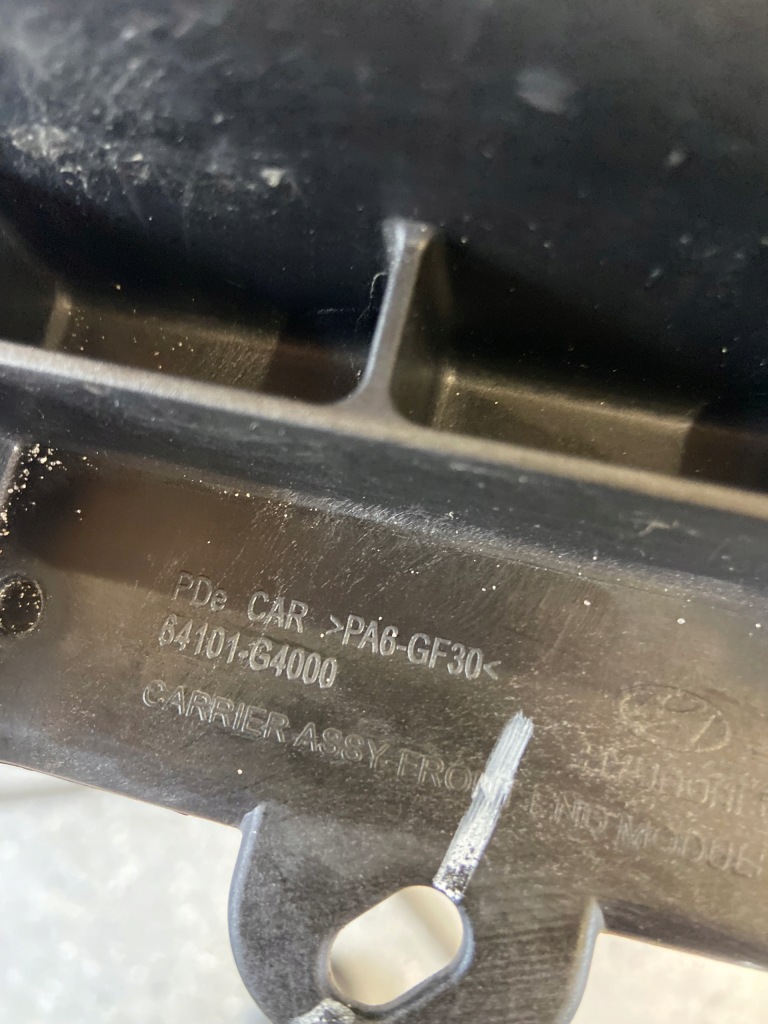 PDe CAR >PA6-GF30<
64101-G4000
CARRIER ASSY-FRONT END MODULE